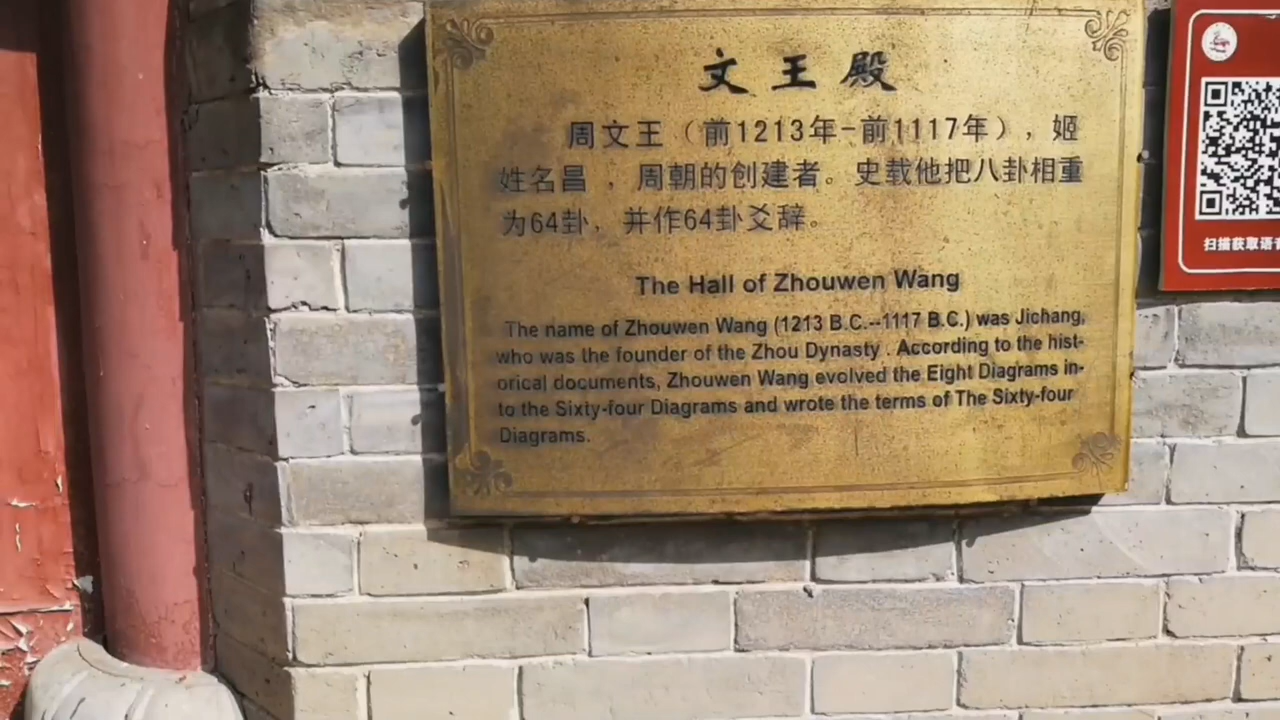 文王殿
周文王（前1213年-前1117年），姬
姓名昌，周朝的创建者。史载他把八卦相重
为64卦，并作64卦爻辞。
The Hall of Zhouwen Wang
The name of Zhouwen Wang (1213 B.C.--1117 B.C.) was Jichang,
who was the founder of the Zhou Dysasty . According to the hist-
orical documents, Zhouwen Wang evolved the Eight Diagrams in-
to the Sixty-four Diagrams and wrote the terms of The Sixty-four
Diagrams.
扫描获取语音